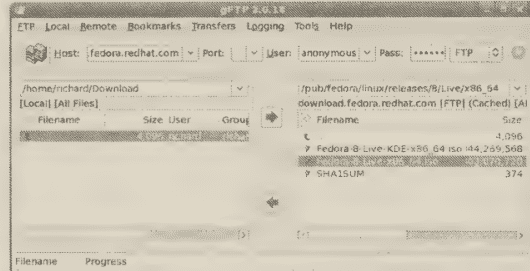 gFTP 2.0.18
FTP Local Remote Bookmarks Transfers Logging Tools Help
Host: fedora.redhat.com Port: User: anonymous Pass: •••••• FTP
/home/richard/Download
[Local] [All Files]
Filename Size User Group
4,096 richard
/pub/fedora/linux/releases/8/Live/x86_64
download.fedora.redhat.com [FTP] (Cached) [Al
Filename Size
4,096
Fedora-8-Live-KDE-x86_64 iso
SHA1SUM 374
Filename Progress